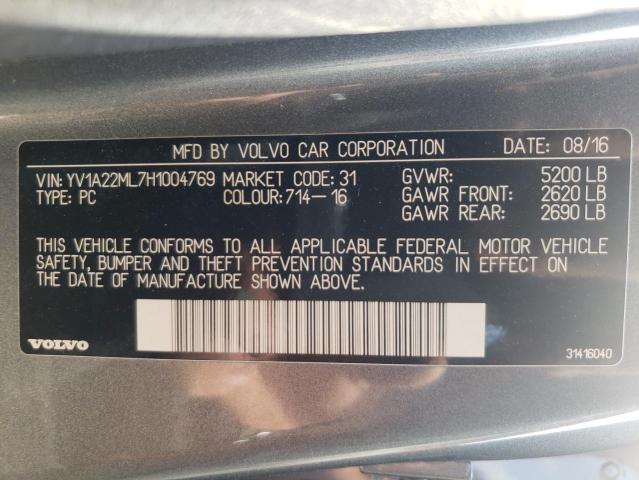 MFD BY VOLVO CAR CORPORATION DATE: 08/16
VIN: YV1A22ML7H1004769 MARKET CODE: 31 GVWR: 5200 LB
TYPE: PC COLOUR: 714-16 GAWR FRONT: 2620 LB
GAWR REAR: 2690 LB
THIS VEHICLE CONFORMS TO ALL APPLICABLE FEDERAL MOTOR VEHICLE
SAFETY, BUMPER AND THEFT PREVENTION STANDARDS IN EFFECT ON
THE DATE OF MANUFACTURE SHOWN ABOVE.
VOLVO 31416040